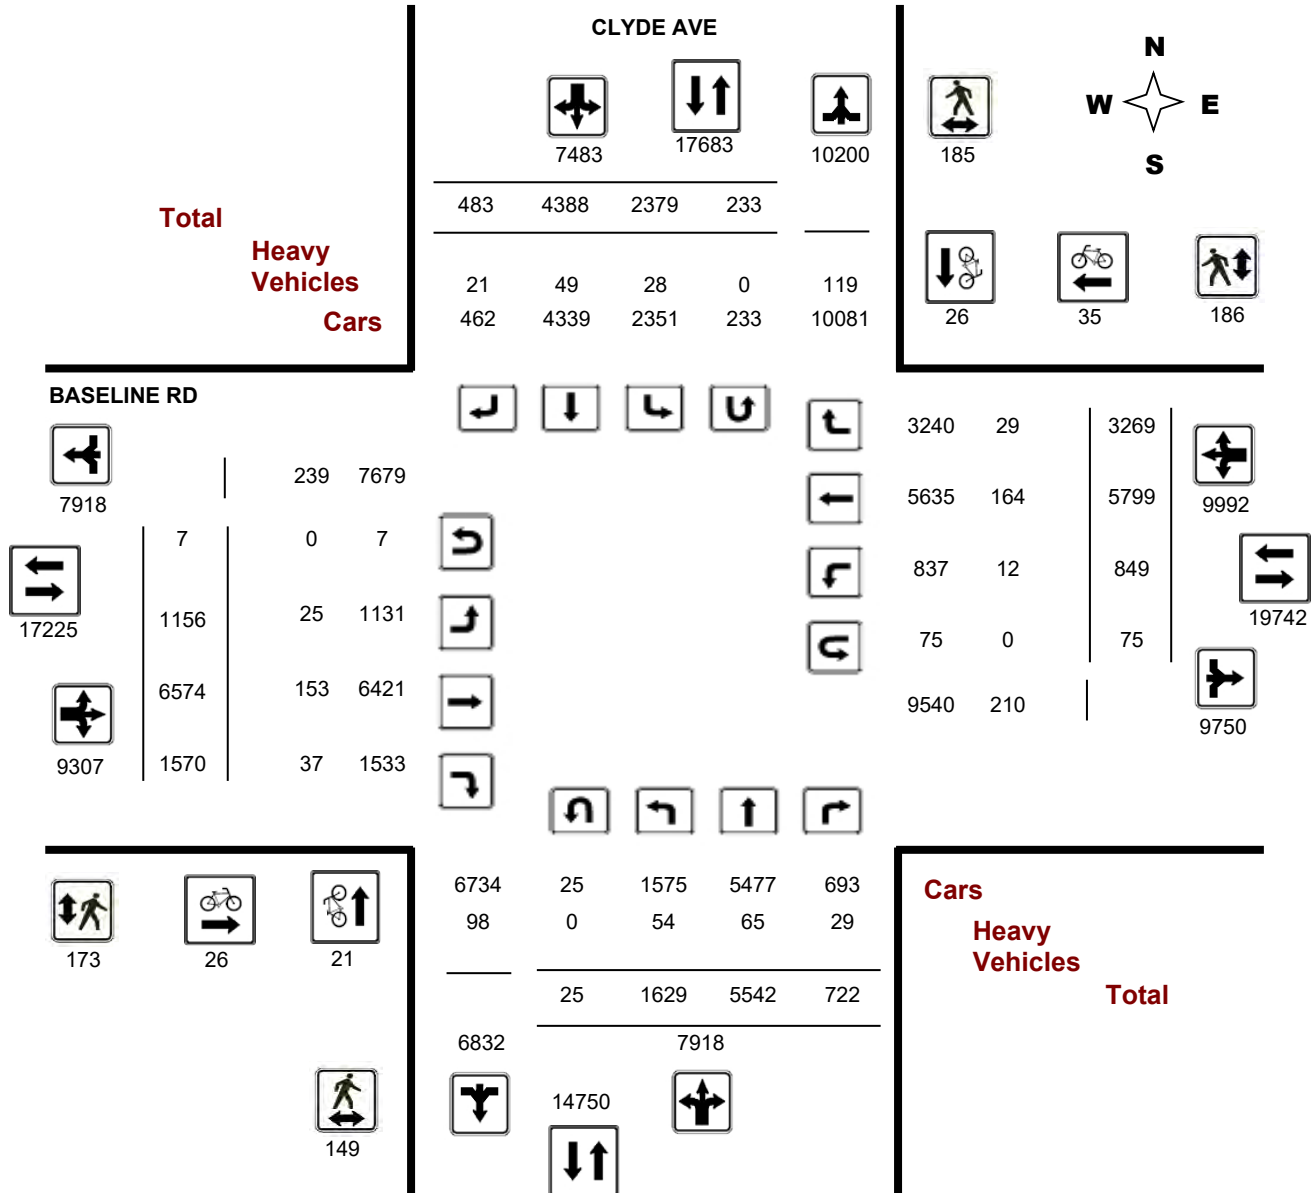 CLYDE AVE
N
W E
S
7483 17683 10200 185
483 4388 2379 233
Total
Heavy
Vehicles
Cars
21 49 28 0 119
462 4339 2351 233 10081
26 35 186
BASELINE RD
7918
239 7679
7 0 7
17225
1156 25 1131
6574 153 6421
9307
1570 37 1533
3240 29 3269
5635 164 5799
9992
837 12 849
19742
75 0 75
9540 210
9750
173 26 21
6734 25 1575 5477 693
98 0 54 65 29
25 1629 5542 722
6832 7918
14750
149
Cars
Heavy
Vehicles
Total